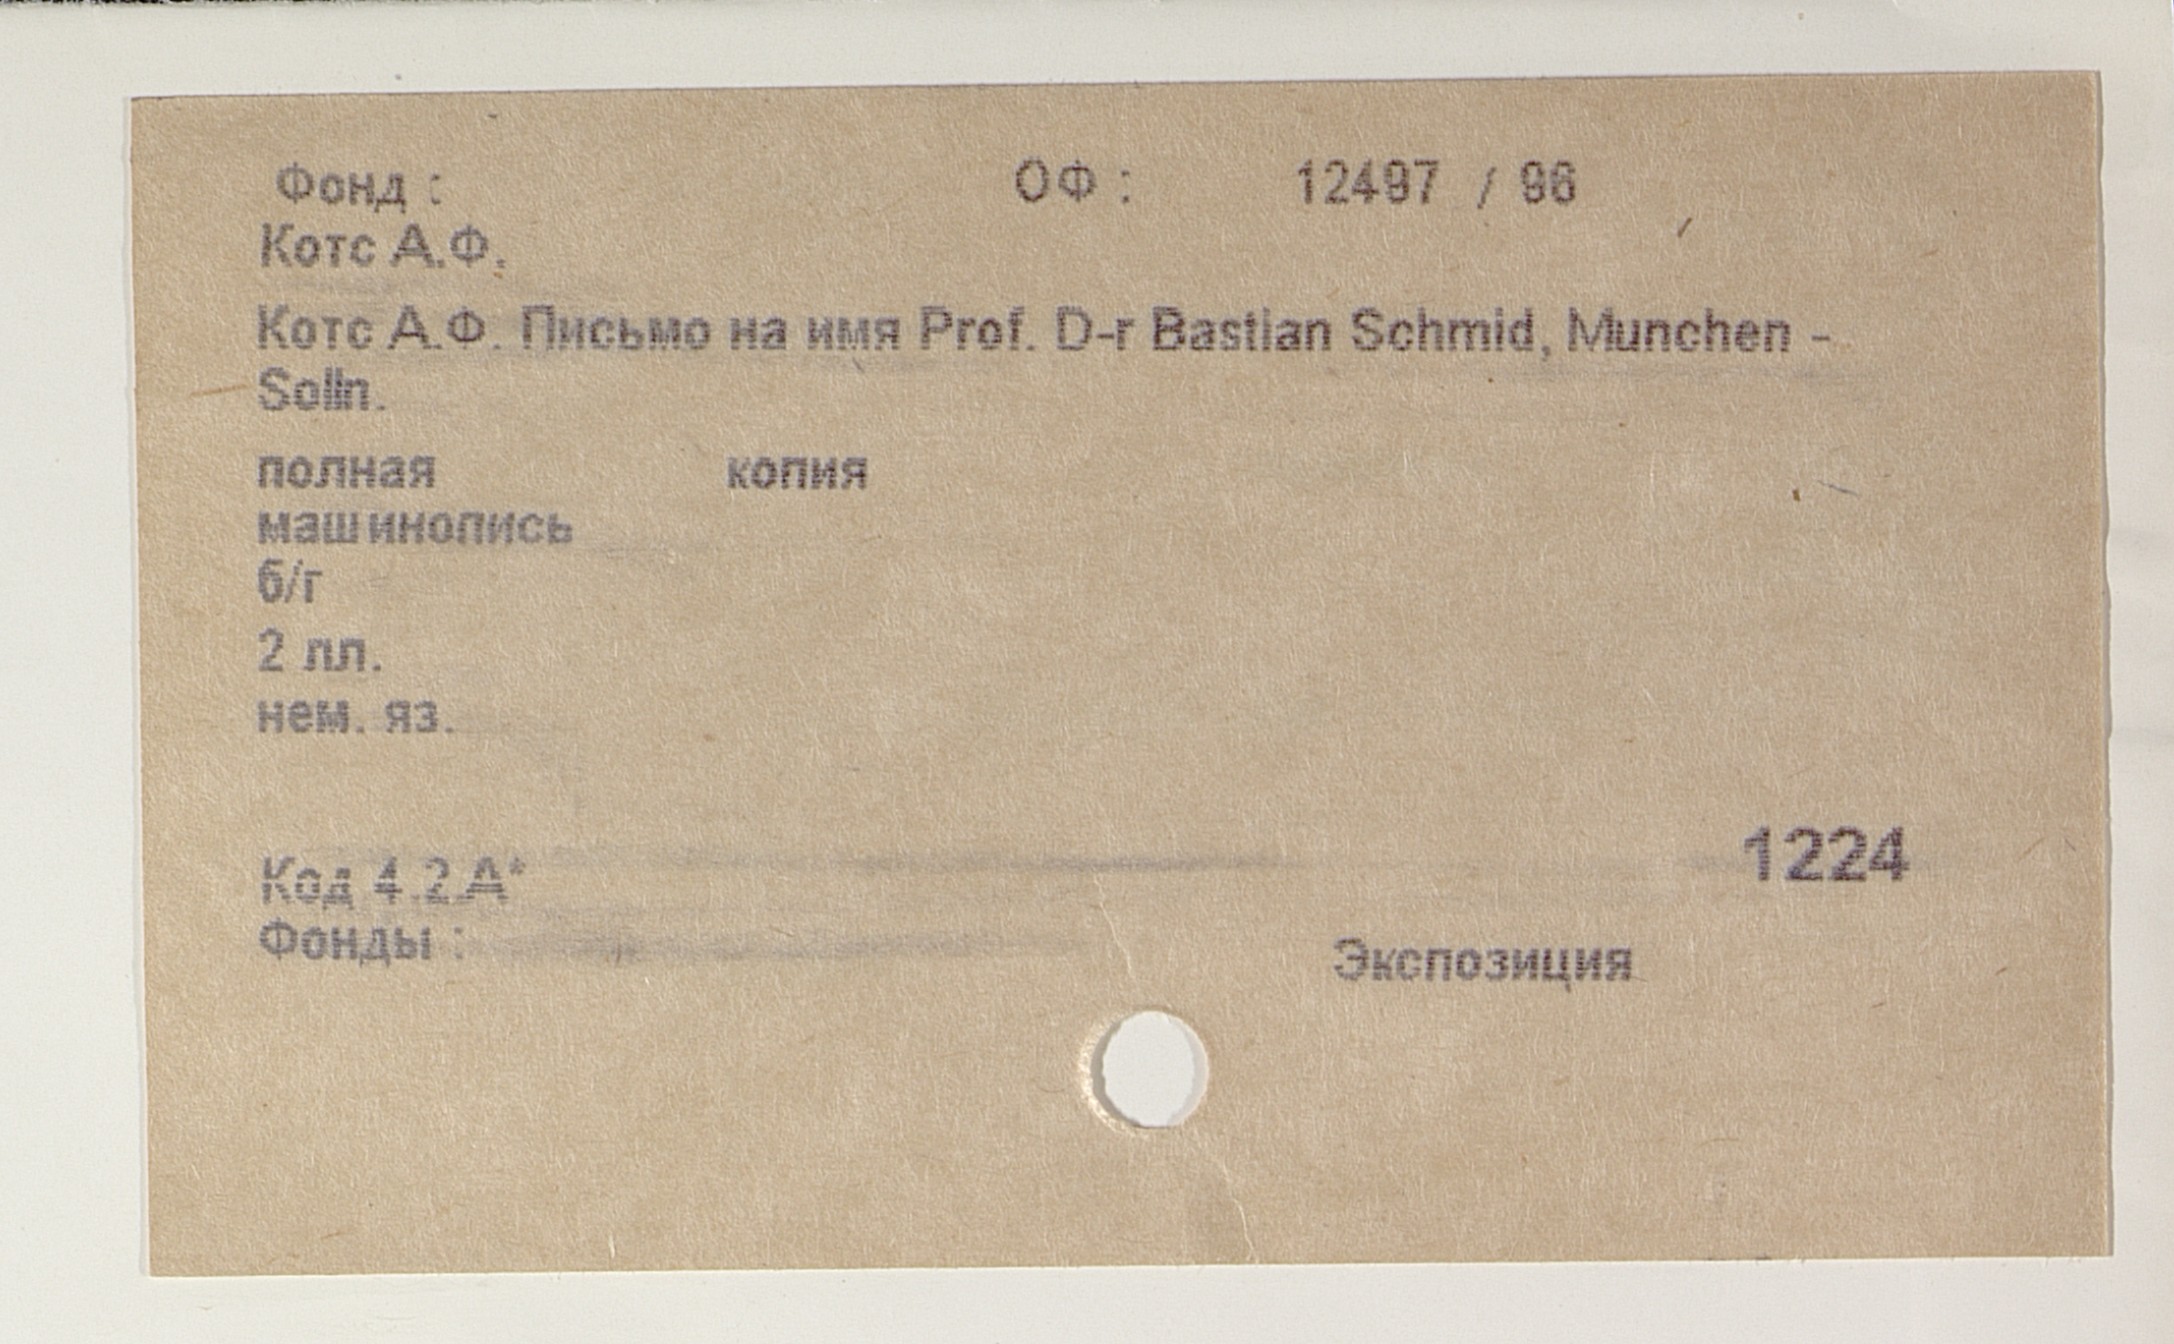 Фонд : ОФ : 12497 / 96
Котс А.Ф.
Котс А.Ф. Письмо на имя Prof. D-r Bastian Schmid, Munchen -
Solln.
полная копия
машинопись
б/г
2 лл.
нем. яз.
1224
Код 4.2.А*
Фонды :
Экспозиция